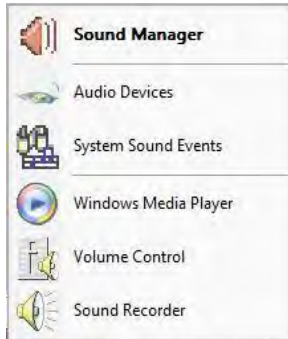 Sound Manager
Audio Devices
System Sound Events
Windows Media Player
Volume Control
Sound Recorder